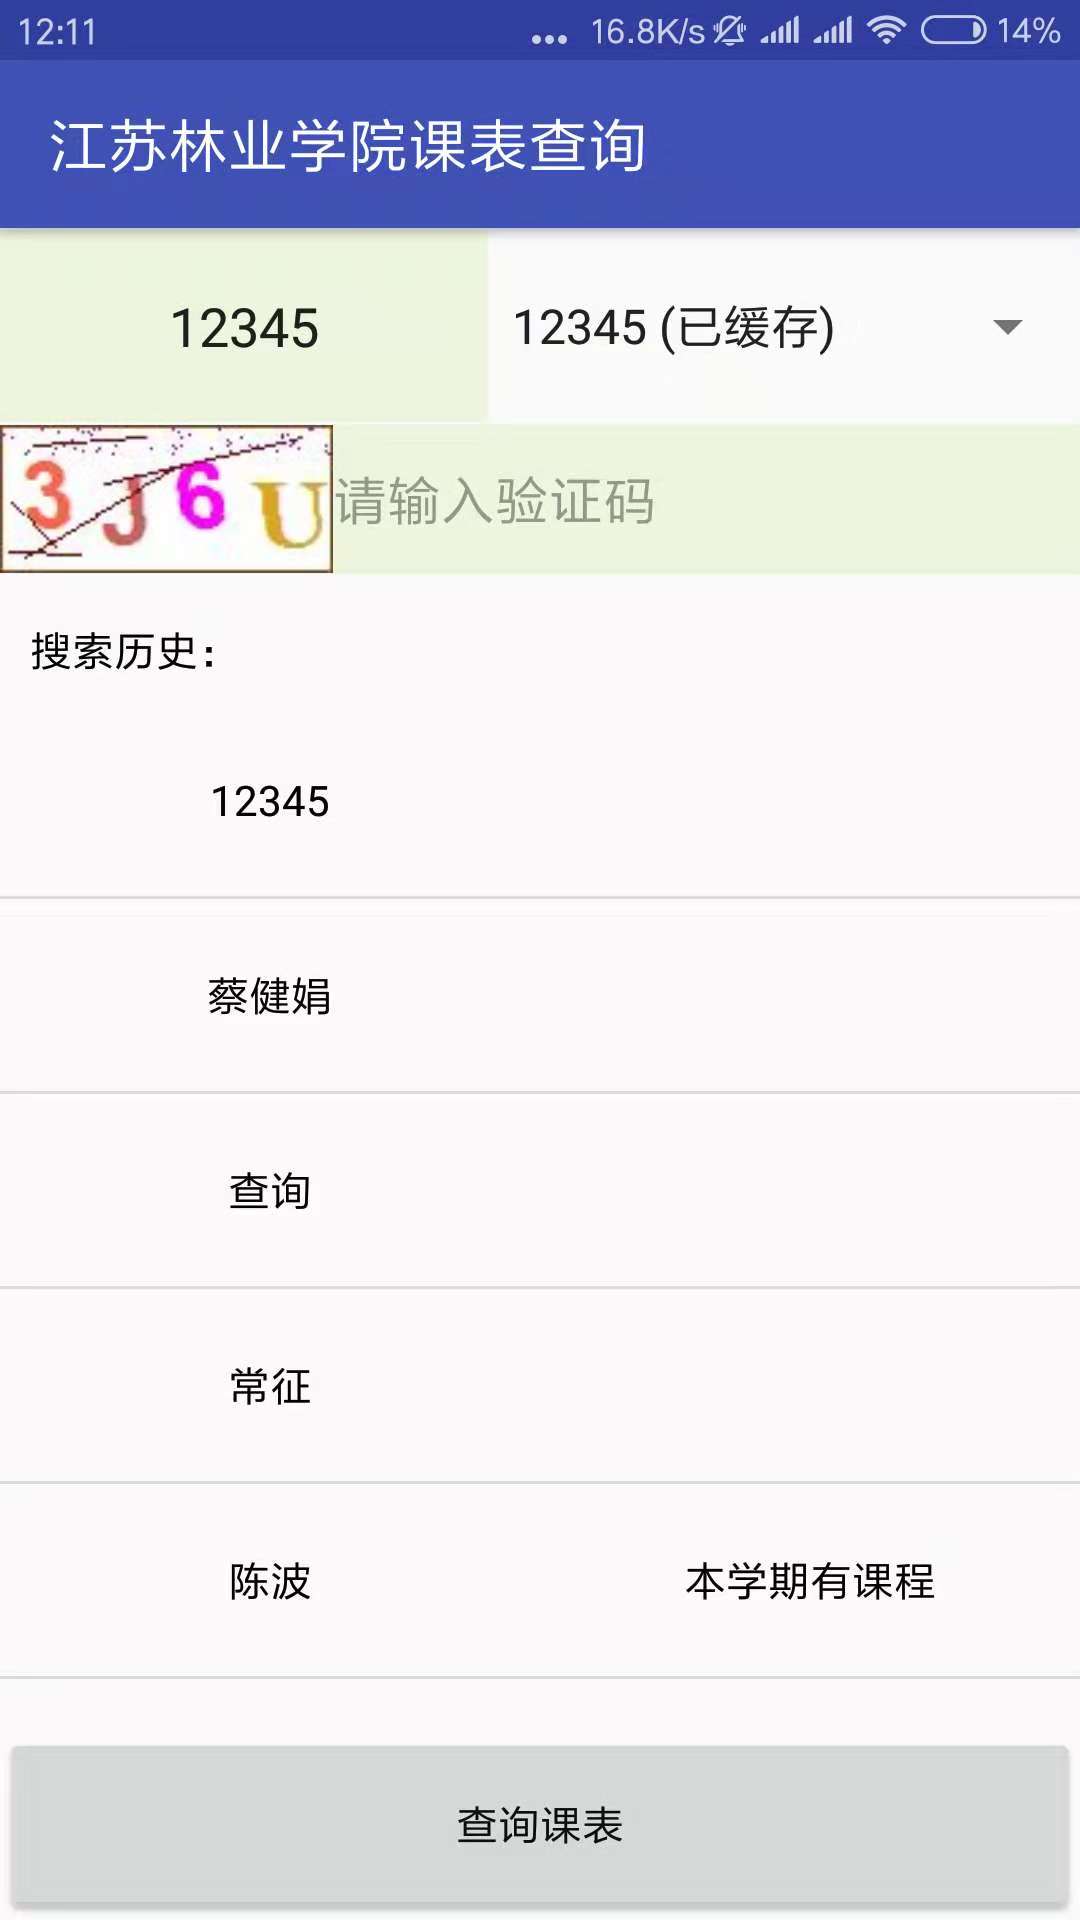 12:11
... 16.8K/s 14%
江苏林业学院课表查询
12345
12345 (已缓存)
3J6U
请输入验证码
搜索历史：
12345
蔡健娟
查询
常征
陈波 本学期有课程
查询课表